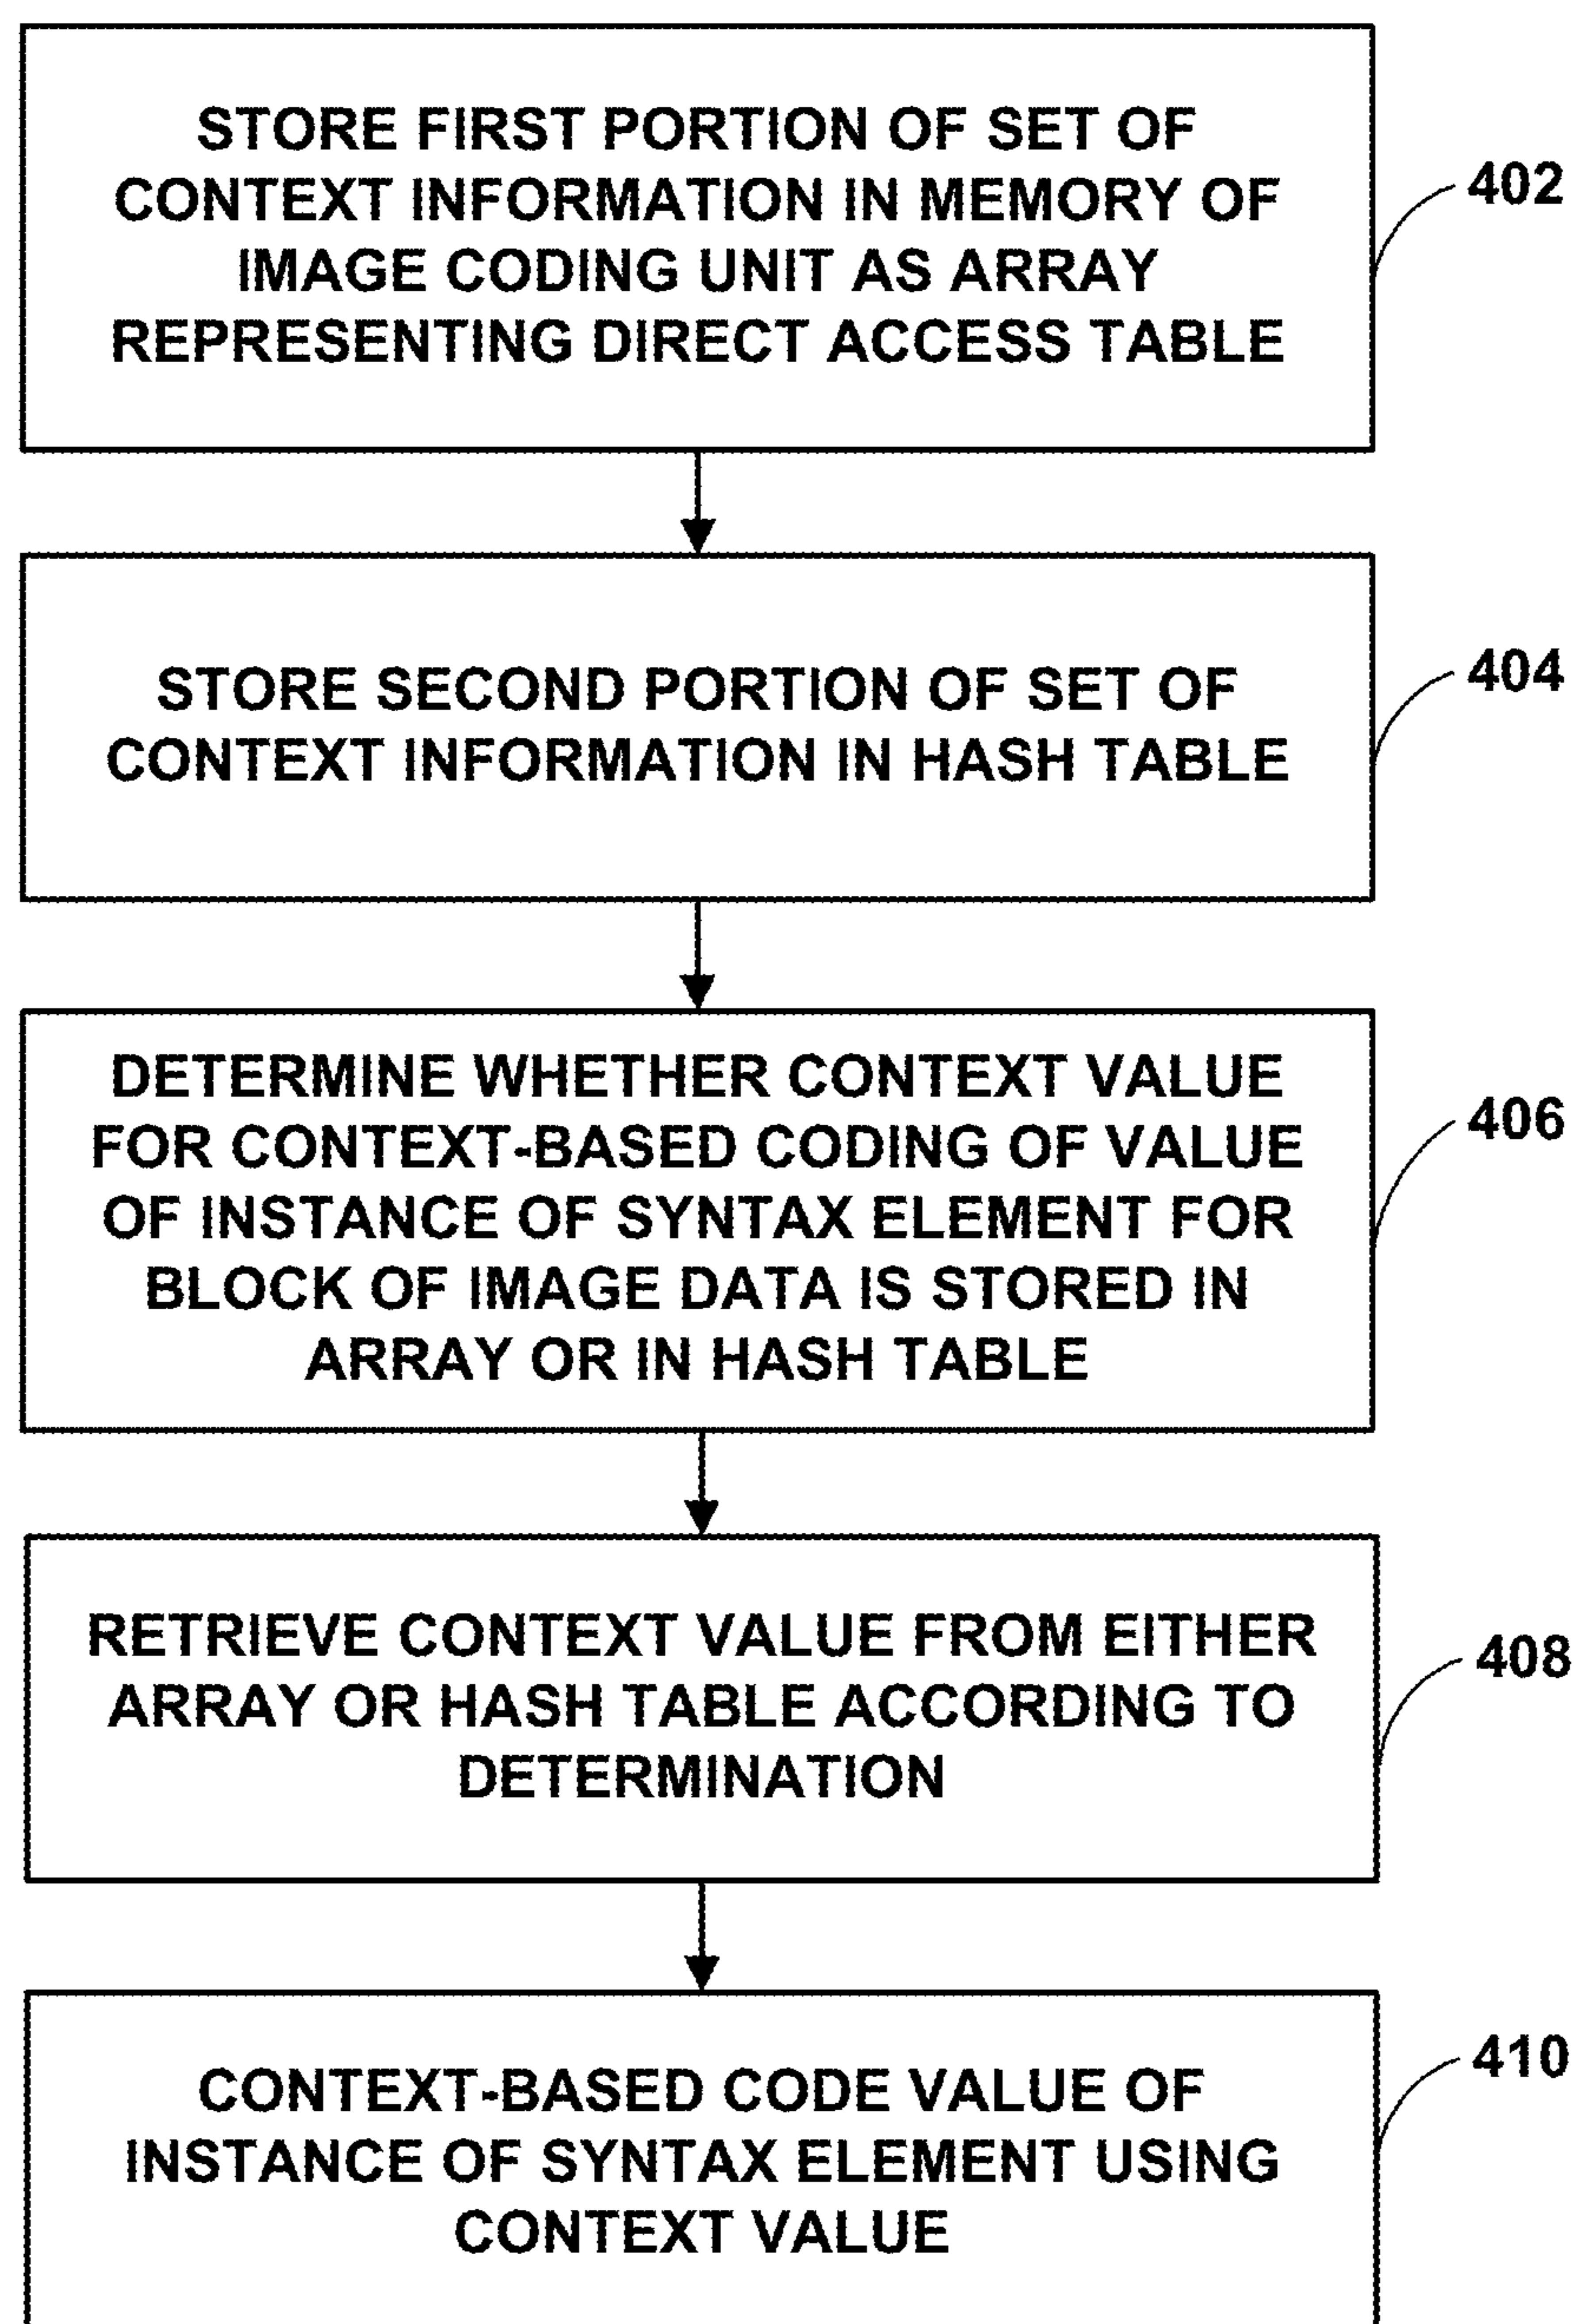 STORE FIRST PORTION OF SET OF
CONTEXT INFORMATION IN MEMORY OF
IMAGE CODING UNIT AS ARRAY
REPRESENTING DIRECT ACCESS TABLE
402
STORE SECOND PORTION OF SET OF
CONTEXT INFORMATION IN HASH TABLE
404
DETERMINE WHETHER CONTEXT VALUE
FOR CONTEXT-BASED CODING OF VALUE
OF INSTANCE OF SYNTAX ELEMENT FOR
BLOCK OF IMAGE DATA IS STORED IN
ARRAY OR IN HASH TABLE
406
RETRIEVE CONTEXT VALUE FROM EITHER
ARRAY OR HASH TABLE ACCORDING TO
DETERMINATION
408
CONTEXT-BASED CODE VALUE OF
INSTANCE OF SYNTAX ELEMENT USING
CONTEXT VALUE
410